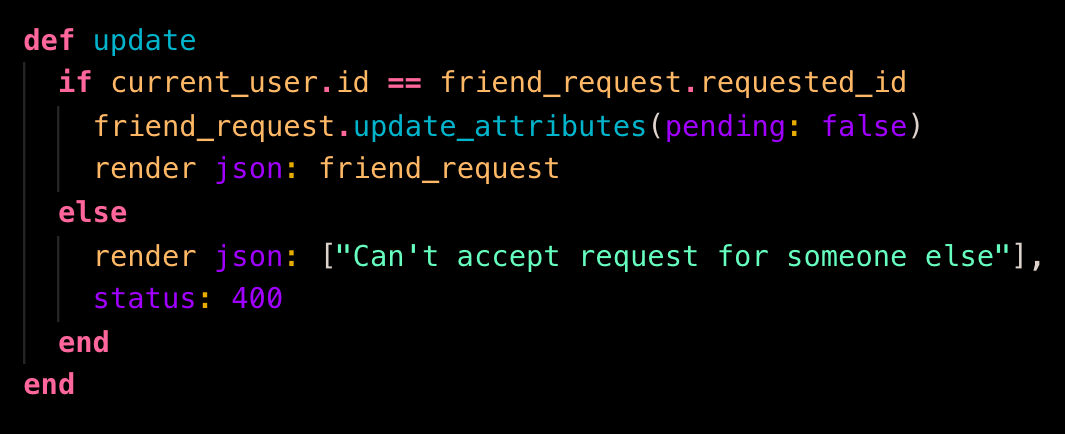 def update
  if current_user.id == friend_request.requested_id
    friend_request.update_attributes(pending: false)
    render json: friend_request
  else
    render json: ["Can't accept request for someone else"],
    status: 400
  end
end